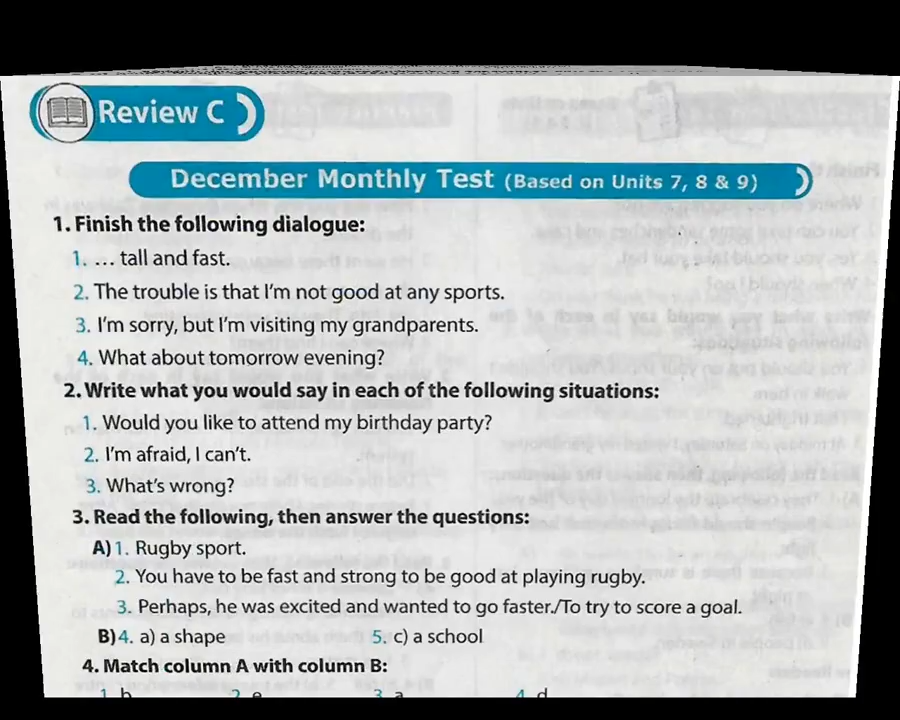 Review C
December Monthly Test (Based on Units 7, 8 & 9)
1. Finish the following dialogue:
1. ... tall and fast.
2. The trouble is that I'm not good at any sports.
3. I'm sorry, but I'm visiting my grandparents.
4. What about tomorrow evening?
2. Write what you would say in each of the following situations:
1. Would you like to attend my birthday party?
2. I'm afraid, I can't.
3. What's wrong?
3. Read the following, then answer the questions:
A) 1. Rugby sport.
2. You have to be fast and strong to be good at playing rugby.
3. Perhaps, he was excited and wanted to go faster./To try to score a goal.
B) 4. a) a shape 5. c) a school
4. Match column A with column B:
1. b 2. e 3. a 4. d